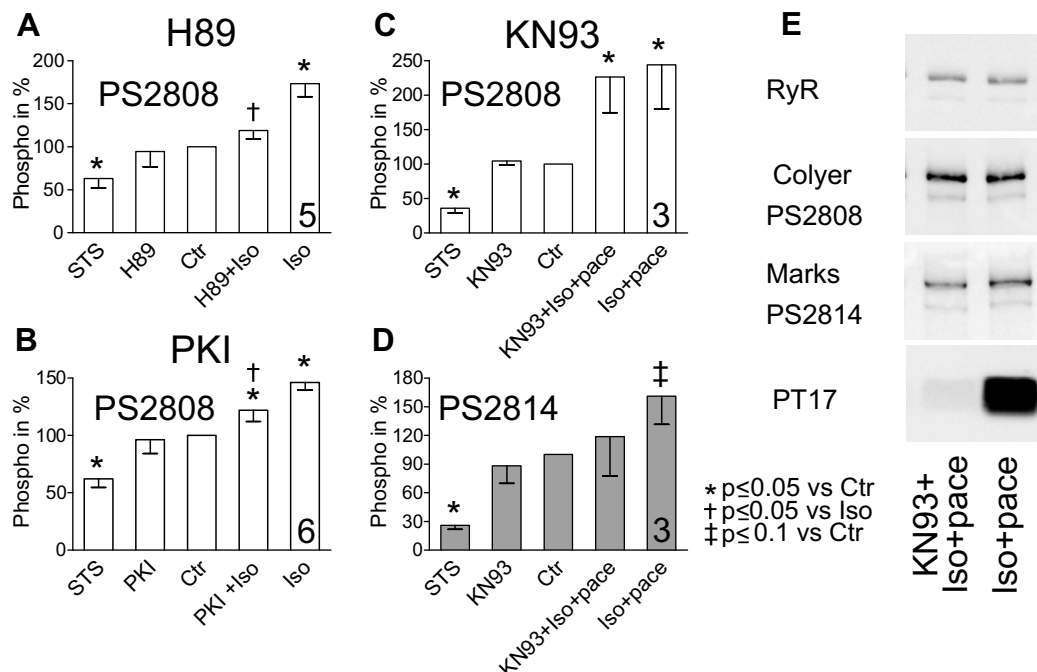 A
H89
Phospho in %
200
150
100
50
0
PS2808
*
†
*
5
STS
H89
Ctr
H89+Iso
Iso
C
KN93
Phospho in %
250
200
150
100
50
0
PS2808
*
*
*
3
STS
KN93
Ctr
KN93+Iso+pace
Iso+pace
B
PKI
Phospho in %
150
100
50
0
PS2808
*
†
*
*
6
STS
PKI
Ctr
PKI +Iso
Iso
D
Phospho in %
180
150
120
90
60
30
0
PS2814
*
‡
3
STS
KN93
Ctr
KN93+Iso+pace
Iso+pace
* p≤0.05 vs Ctr
† p≤0.05 vs Iso
‡ p≤ 0.1 vs Ctr
E
RyR
Colyer
PS2808
Marks
PS2814
PT17
KN93+
Iso+pace
Iso+pace